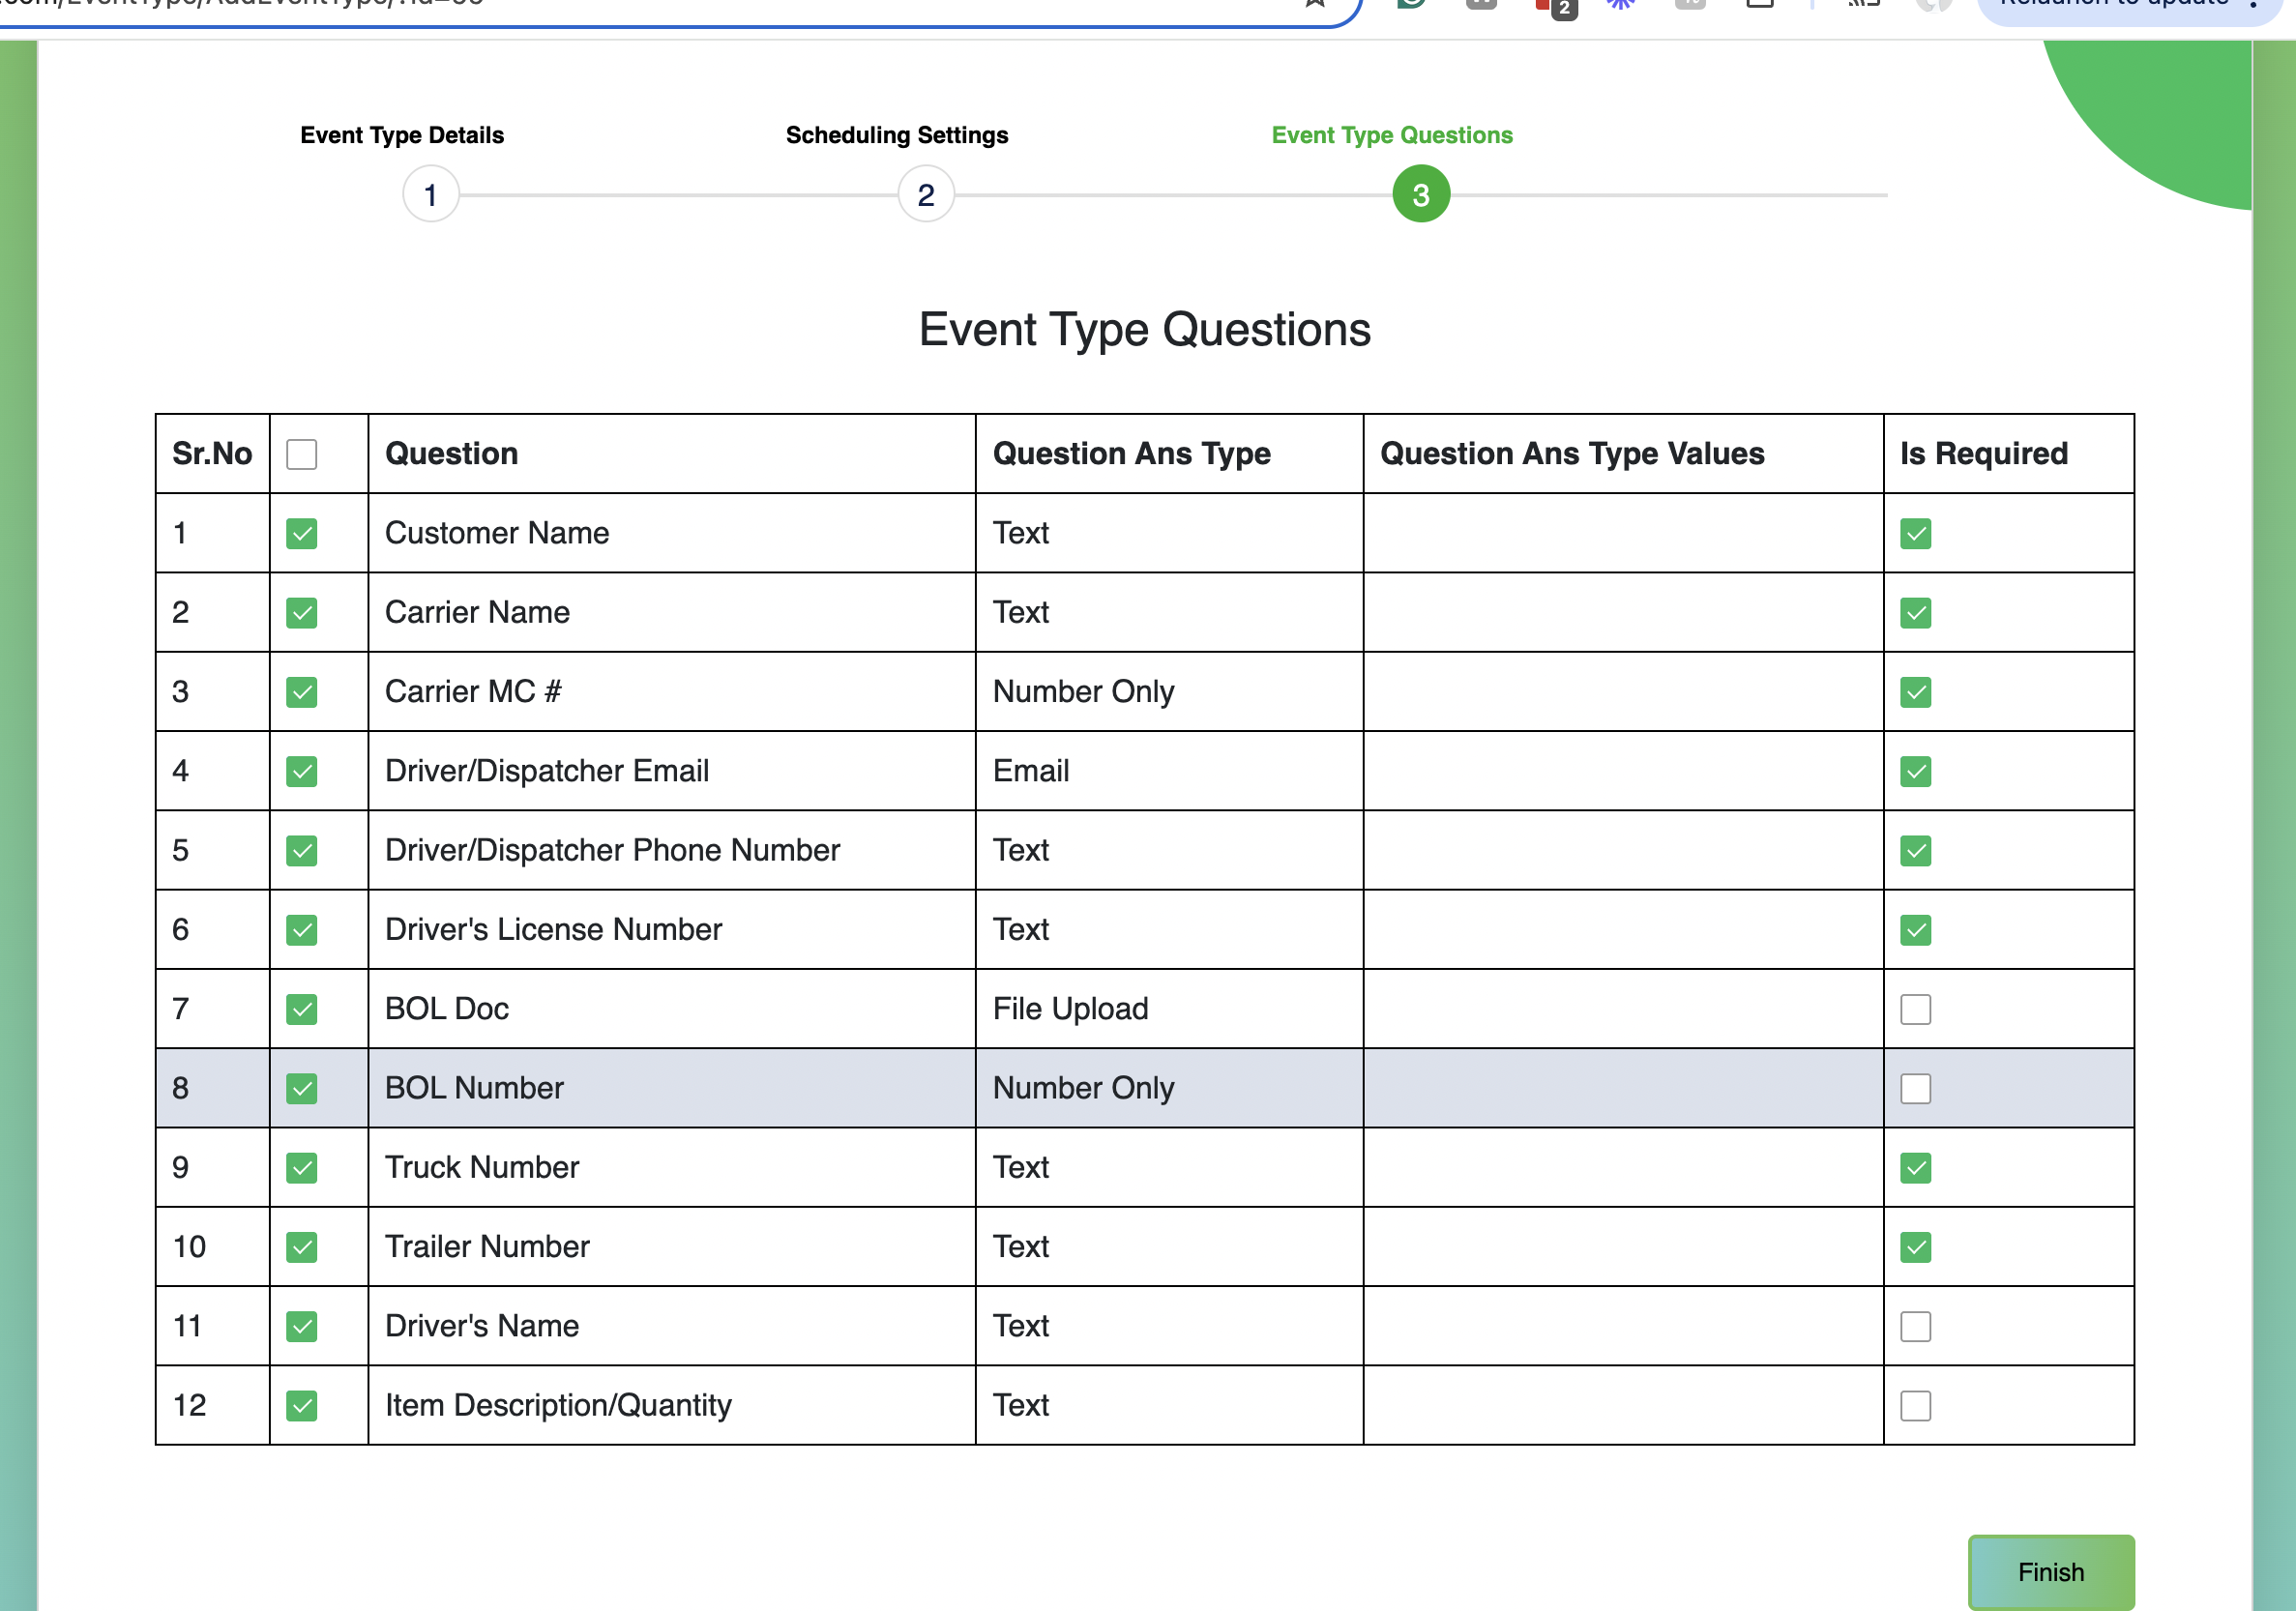 Event Type Details Scheduling Settings Event Type Questions
1 2 3
Event Type Questions
Sr.No Question Question Ans Type Question Ans Type Values Is Required
1 Customer Name Text
2 Carrier Name Text
3 Carrier MC # Number Only
4 Driver/Dispatcher Email Email
5 Driver/Dispatcher Phone Number Text
6 Driver's License Number Text
7 BOL Doc File Upload
8 BOL Number Number Only
9 Truck Number Text
10 Trailer Number Text
11 Driver's Name Text
12 Item Description/Quantity Text
Finish